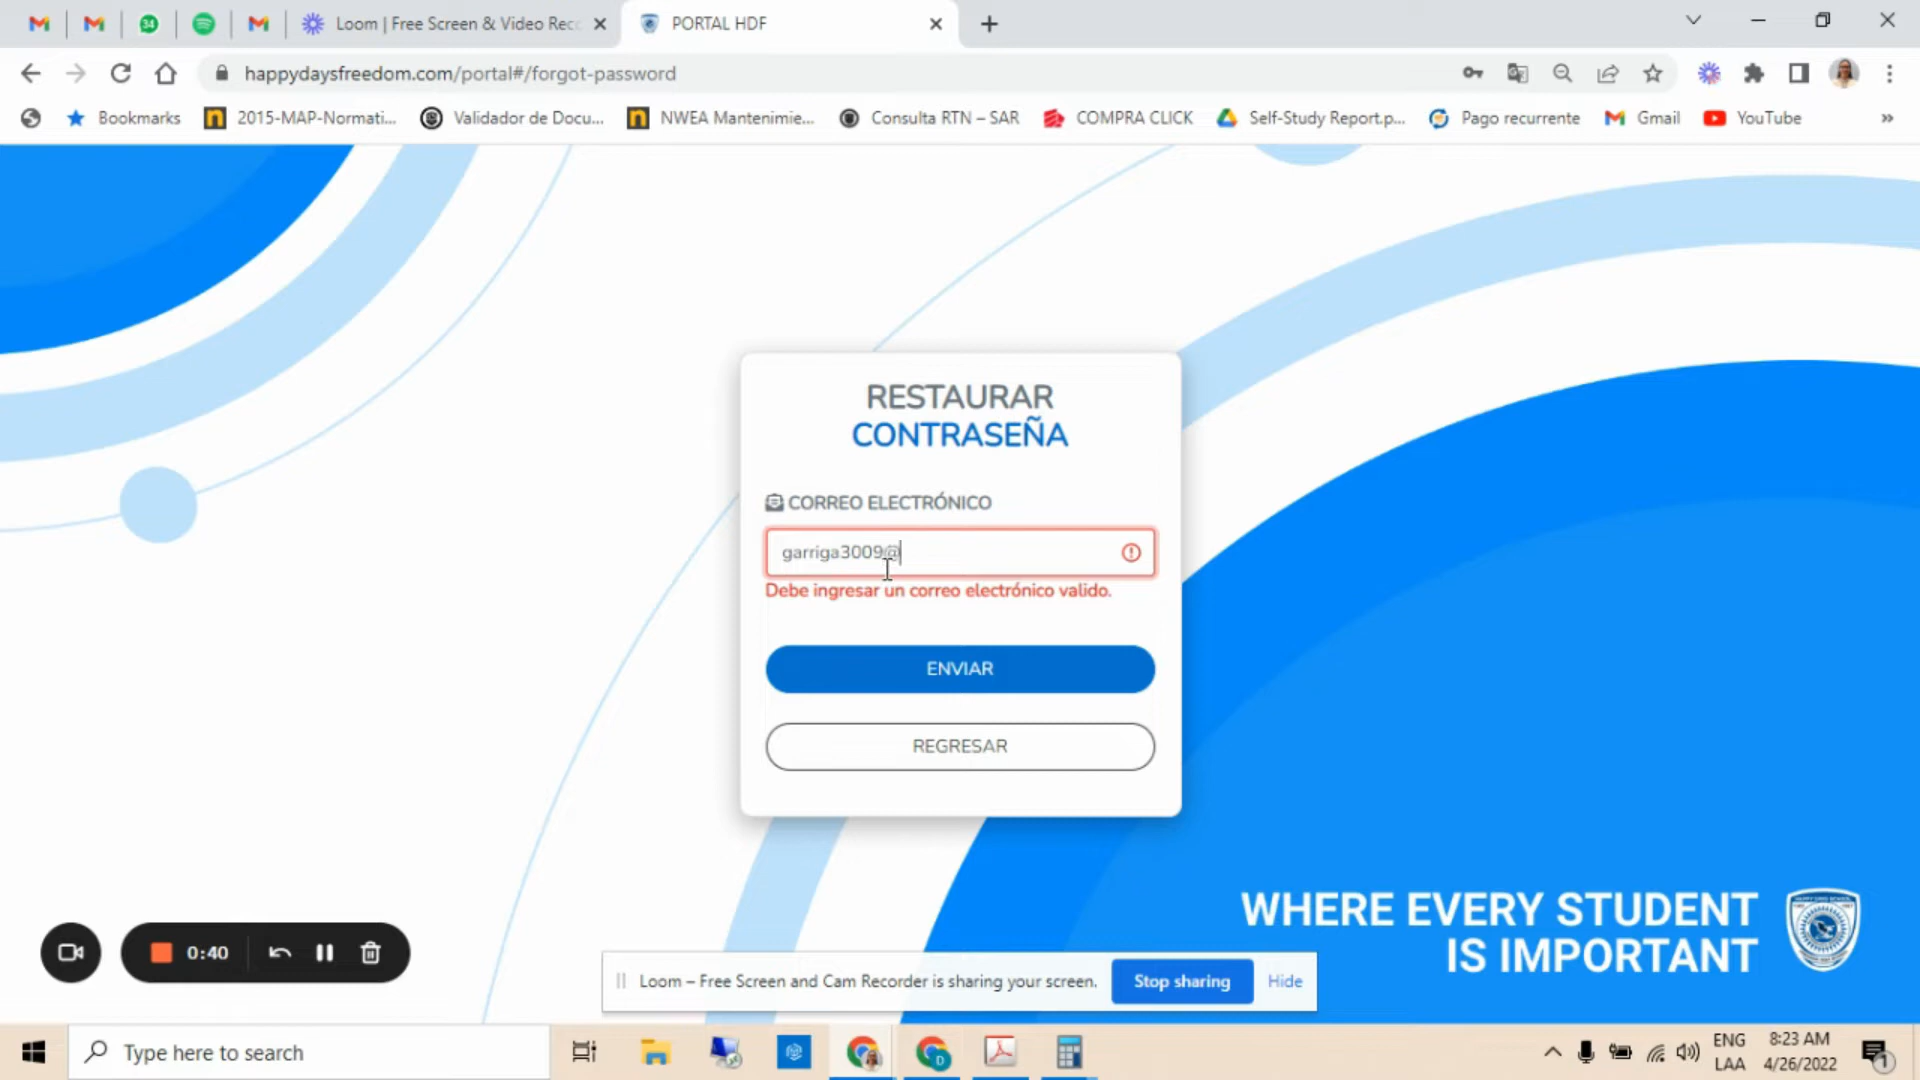 34
Loom | Free Screen & Video Rec
PORTAL HDF
happydaysfreedom.com/portal#/forgot-password
Bookmarks
2015-MAP-Normati...
Validador de Docu...
NWEA Mantenimie...
Consulta RTN – SAR
COMPRA CLICK
Self-Study Report.p...
Pago recurrente
Gmail
YouTube
»
RESTAURAR
CONTRASEÑA
CORREO ELECTRÓNICO
garriga3009@
Debe ingresar un correo electrónico valido.
ENVIAR
REGRESAR
WHERE EVERY STUDENT
IS IMPORTANT
0:40
Loom – Free Screen and Cam Recorder is sharing your screen.
Stop sharing
Hide
Type here to search
D
ENG
LAA
8:23 AM
4/26/2022
1